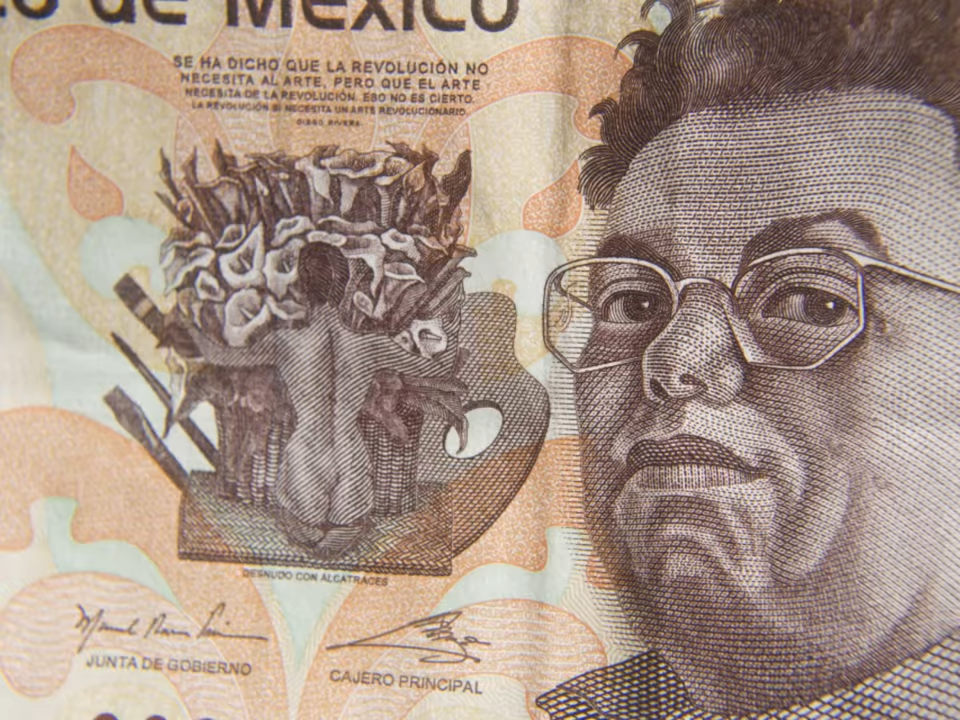 de MÉXICO
SE HA DICHO QUE LA REVOLUCIÓN NO
NECESITA AL ARTE, PERO QUE EL ARTE
NECESITA DE LA REVOLUCIÓN. ESO NO ES CIERTO.
LA REVOLUCIÓN SÍ NECESITA UN ARTE REVOLUCIONARIO.
DIEGO RIVERA
DESNUDO CON ALCATRACES
JUNTA DE GOBIERNO
CAJERO PRINCIPAL